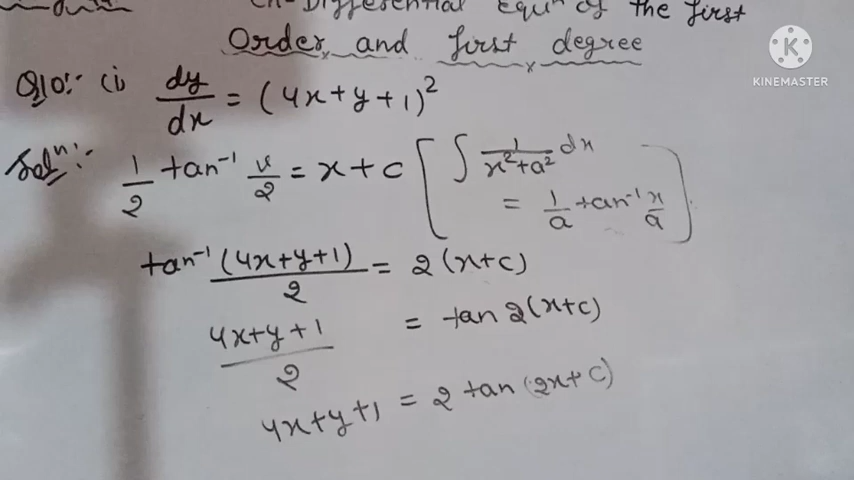 Ch-Differential Equⁿ of the first
Order and first degree
KINEMASTER
Q10:- (i) dy/dx = (4x+y+1)²
Solⁿ:- 1/2 tan⁻¹ v/2 = x+c [∫ 1/(x²+a²) dx
= 1/a tan⁻¹ x/a]
tan⁻¹ (4x+y+1)/2 = 2(x+c)
(4x+y+1)/2 = tan 2(x+c)
4x+y+1 = 2 tan (2x+c)